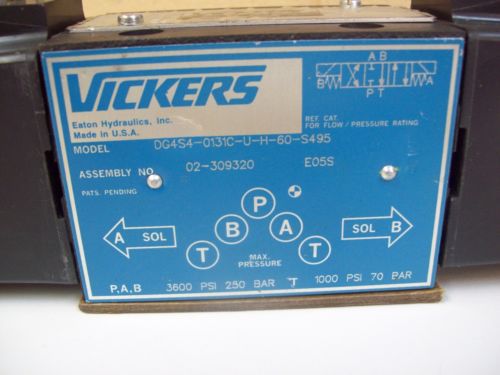 VICKERS
Eaton Hydraulics, Inc.
Made in U.S.A.
A B
B A
P T
REF. CAT.
FOR FLOW / PRESSURE RATING
MODEL DG4S4-0131C-U-H-60-S495
ASSEMBLY NO. 02-309320 E05S
PATS. PENDING
P
A SOL B A SOL B
T T
MAX.
PRESSURE
P,A,B 3600 PSI 250 BAR T 1000 PSI 70 BAR